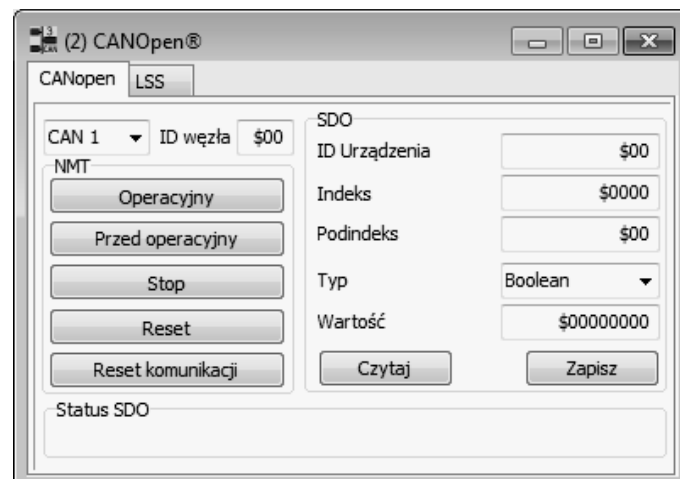 (2) CANOpen®
CANopen LSS
CAN 1 ID węzła $00
NMT
Operacyjny
Przed operacyjny
Stop
Reset
Reset komunikacji
SDO
ID Urządzenia $00
Indeks $0000
Podindeks $00
Typ Boolean
Wartość $00000000
Czytaj Zapisz
Status SDO